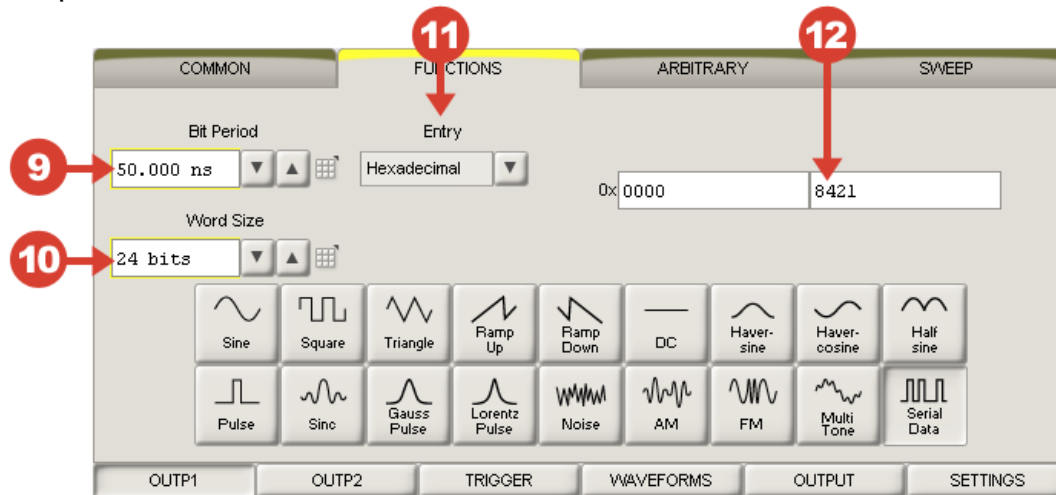 11
12
COMMON
FUNCTIONS
ARBITRARY
SWEEP
Bit Period
Entry
9
50.000 ns
Hexadecimal
0x 0000
8421
Word Size
10
24 bits
Sine
Square
Triangle
Ramp
Up
Ramp
Down
DC
Haver-
sine
Haver-
cosine
Half
sine
Pulse
Sinc
Gauss
Pulse
Lorentz
Pulse
Noise
AM
FM
Multi
Tone
Serial
Data
OUTP1
OUTP2
TRIGGER
WAVEFORMS
OUTPUT
SETTINGS